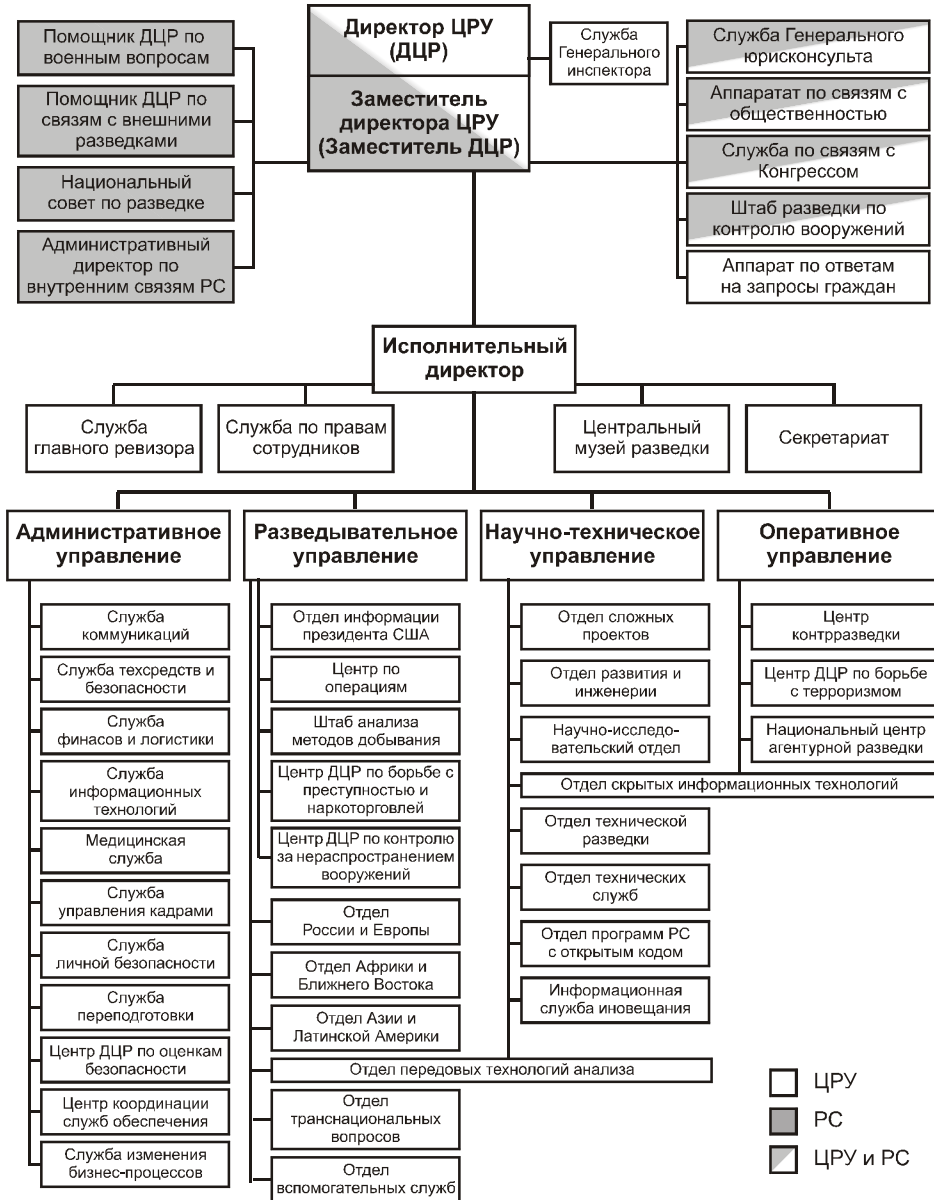 Помощник ДЦР по
военным вопросам
Помощник ДЦР по
связям с внешними
разведками
Национальный
совет по разведке
Административный
директор по
внутренним связям РС
Директор ЦРУ
(ДЦР)
Заместитель
директора ЦРУ
(Заместитель ДЦР)
Служба
Генерального
инспектора
Служба Генерального
юрисконсульта
Аппаратат по связям с
общественностью
Служба по связям с
Конгрессом
Штаб разведки по
контролю вооружений
Аппарат по ответам
на запросы граждан
Исполнительный
директор
Служба
главного ревизора
Служба по правам
сотрудников
Центральный
музей разведки
Секретариат
Административное
управление
Служба
коммуникаций
Служба техсредств и
безопасности
Служба
финасов и логистики
Служба
информационных
технологий
Медицинская
служба
Служба
управления кадрами
Служба
личной безопасности
Служба
переподготовки
Центр ДЦР по оценкам
безопасности
Центр координации
служб обеспечения
Служба изменения
бизнес-процессов
Разведывательное
управление
Отдел информации
президента США
Центр по
операциям
Штаб анализа
методов добывания
Центр ДЦР по борьбе с
преступностью и
наркоторговлей
Центр ДЦР по контролю
за нераспространением
вооружений
Отдел
России и Европы
Отдел Африки и
Ближнего Востока
Отдел Азии и
Латинской Америки
Отдел передовых технологий анализа
Отдел
транснациональных
вопросов
Отдел
вспомогательных служб
Научно-техническое
управление
Отдел сложных
проектов
Отдел развития и
инженерии
Научно-исследо-
вательский отдел
Отдел скрытых информационных технологий
Отдел технической
разведки
Отдел технических
служб
Отдел программ РС
с открытым кодом
Информационная
служба иновещания
Оперативное
управление
Центр
контрразведки
Центр ДЦР по борьбе
с терроризмом
Национальный центр
агентурной разведки
ЦРУ
РС
ЦРУ и РС